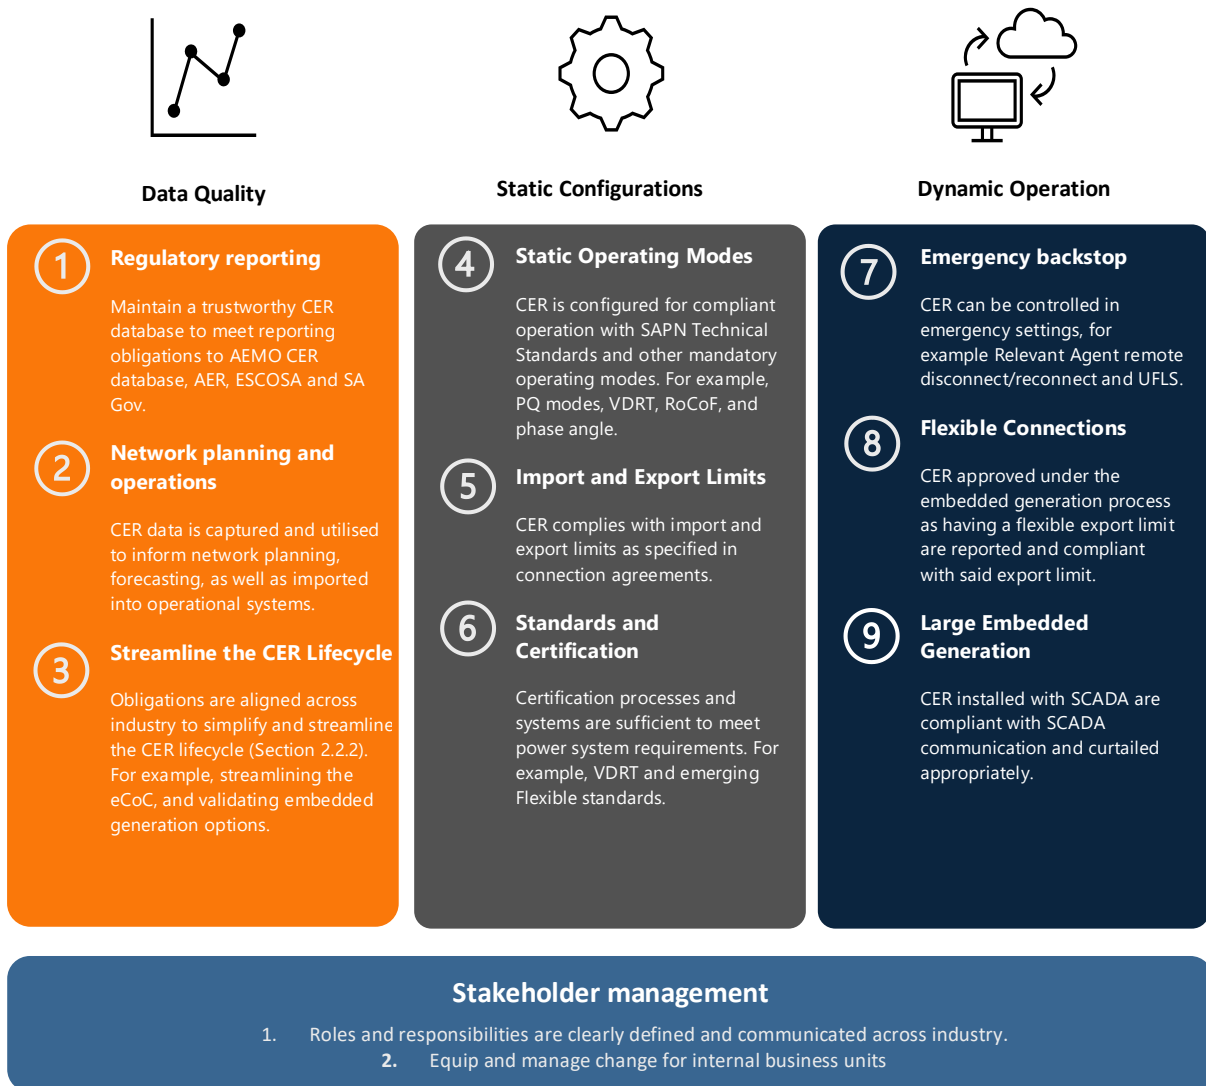 Data Quality
Static Configurations
Dynamic Operation
1
Regulatory reporting
Maintain a trustworthy CER
database to meet reporting
obligations to AEMO CER
database, AER, ESCOSA and SA
Gov.
2
Network planning and
operations
CER data is captured and utilised
to inform network planning,
forecasting, as well as imported
into operational systems.
3
Streamline the CER Lifecycle
Obligations are aligned across
industry to simplify and streamline
the CER lifecycle (Section 2.2.2).
For example, streamlining the
eCoC, and validating embedded
generation options.
4
Static Operating Modes
CER is configured for compliant
operation with SAPN Technical
Standards and other mandatory
operating modes. For example,
PQ modes, VDRT, RoCoF, and
phase angle.
5
Import and Export Limits
CER complies with import and
export limits as specified in
connection agreements.
6
Standards and
Certification
Certification processes and
systems are sufficient to meet
power system requirements. For
example, VDRT and emerging
Flexible standards.
7
Emergency backstop
CER can be controlled in
emergency settings, for
example Relevant Agent remote
disconnect/reconnect and UFLS.
8
Flexible Connections
CER approved under the
embedded generation process
as having a flexible export limit
are reported and compliant
with said export limit.
9
Large Embedded
Generation
CER installed with SCADA are
compliant with SCADA
communication and curtailed
appropriately.
Stakeholder management
1. Roles and responsibilities are clearly defined and communicated across industry.
2. Equip and manage change for internal business units